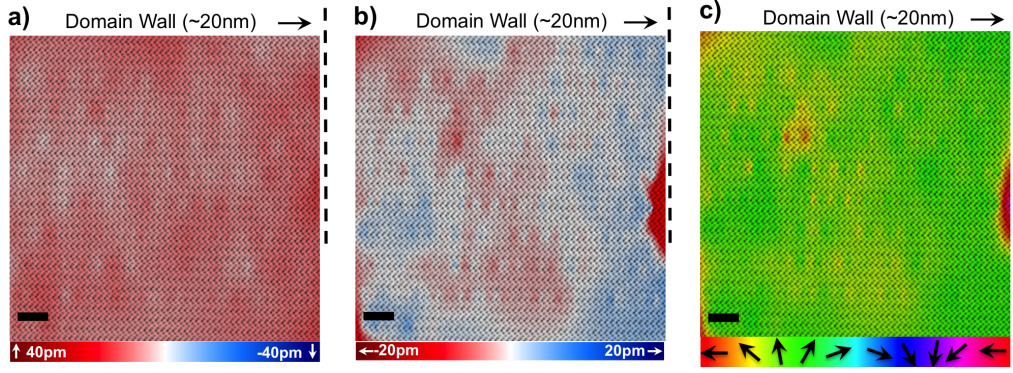 a)
Domain Wall (~20nm) →
↑ 40pm
-40pm ↓
b)
Domain Wall (~20nm) →
←-20pm
20pm→
c)
Domain Wall (~20nm) →